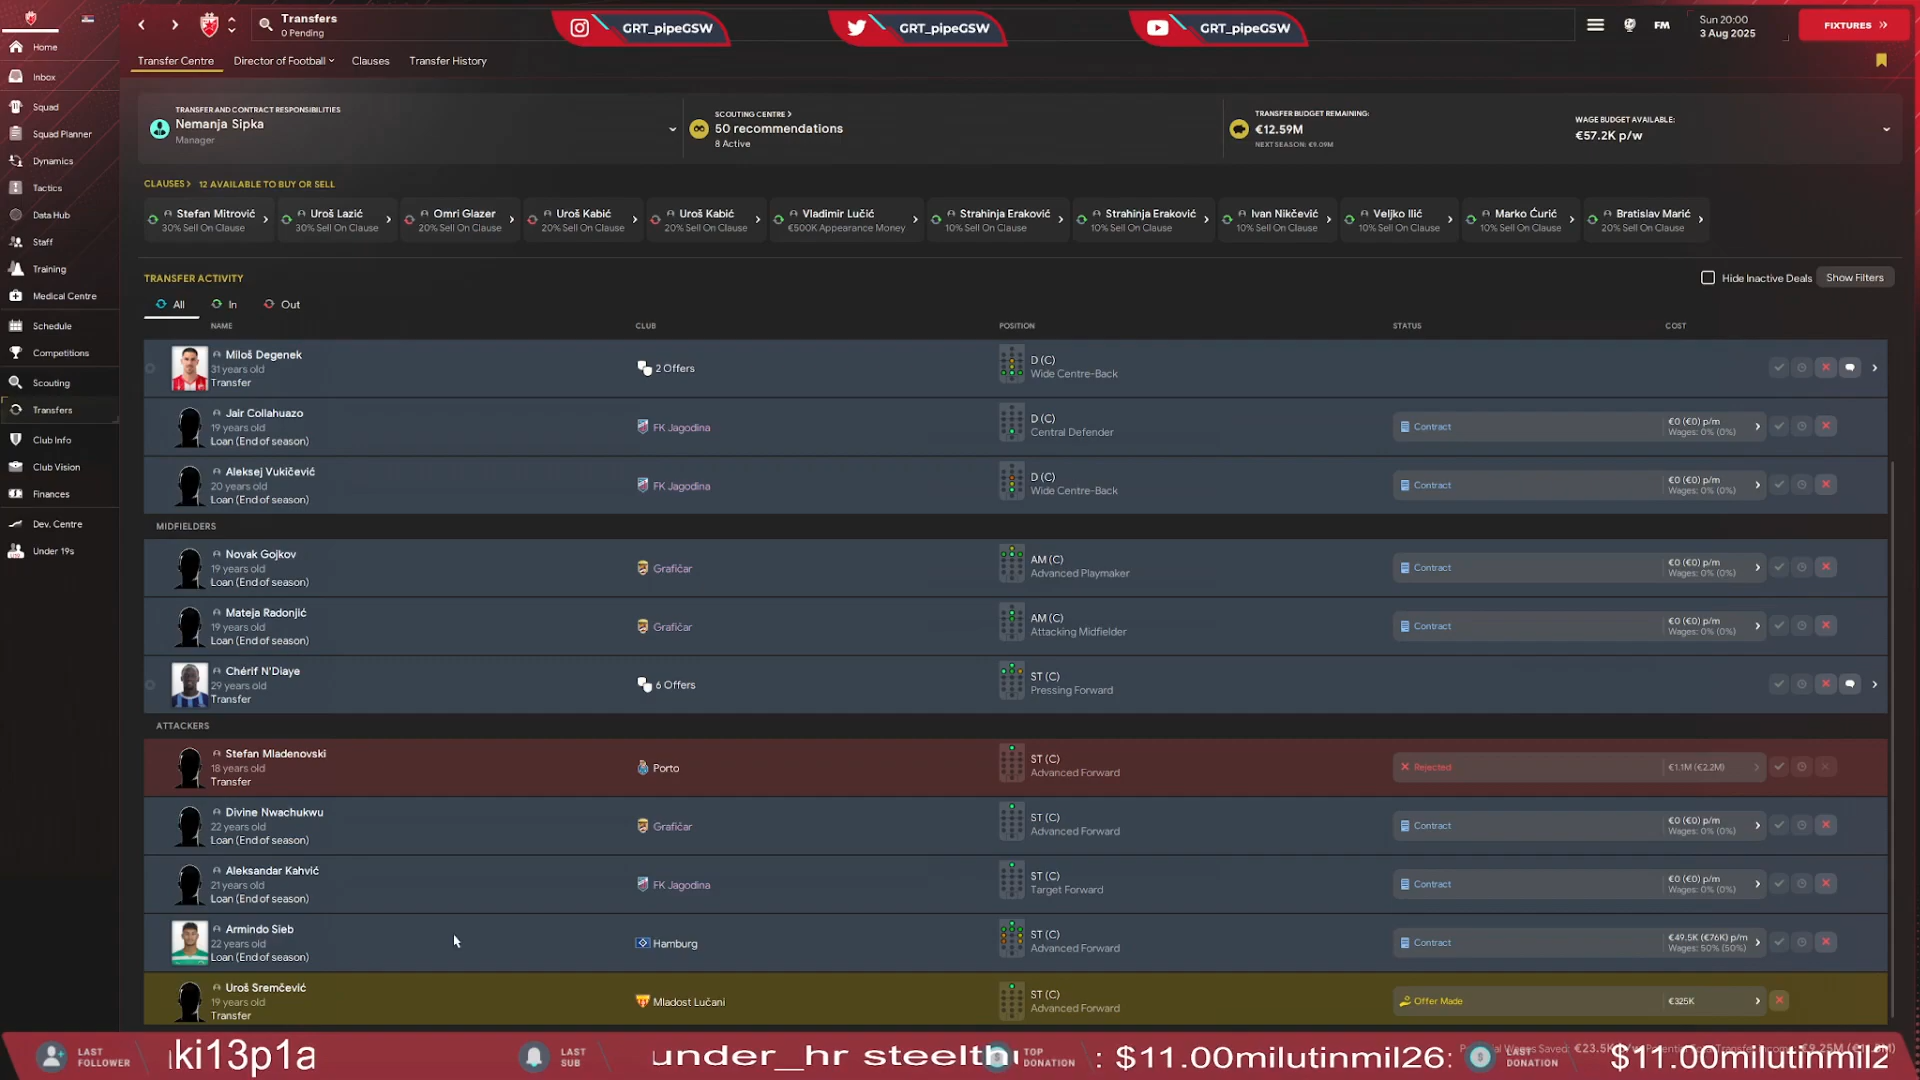 Transfers
0 Pending
GRT_pipeGSW
GRT_pipeGSW
GRT_pipeGSW
FM
Sun 20:00
3 Aug 2025
FIXTURES
Transfer Centre
Director of Football
Clauses
Transfer History
Home
Inbox
Squad
Squad Planner
Dynamics
Tactics
Data Hub
Staff
Training
Medical Centre
Schedule
Competitions
Scouting
Transfers
Club Info
Club Vision
Finances
Dev. Centre
Under 19s
TRANSFER AND CONTRACT RESPONSIBILITIES
Nemanja Sipka
Manager
SCOUTING CENTRE >
50 recommendations
8 Active
TRANSFER BUDGET REMAINING:
€12.59M
NEXT SEASON: €9.09M
WAGE BUDGET AVAILABLE:
€57.2K p/w
CLAUSES > 12 AVAILABLE TO BUY OR SELL
Stefan Mitrović
30% Sell On Clause
Uroš Lazić
30% Sell On Clause
Omri Glazer
20% Sell On Clause
Uroš Kabić
20% Sell On Clause
Uroš Kabić
20% Sell On Clause
Vladimir Lučić
€500K Appearance Money
Strahinja Eraković
10% Sell On Clause
Strahinja Eraković
10% Sell On Clause
Ivan Nikčević
10% Sell On Clause
Veljko Ilić
10% Sell On Clause
Marko Ćurić
10% Sell On Clause
Bratislav Marić
20% Sell On Clause
TRANSFER ACTIVITY
Hide Inactive Deals
Show Filters
All
In
Out
NAME CLUB POSITION STATUS COST
Miloš Degenek
31 years old
Transfer
2 Offers
D (C)
Wide Centre-Back
Jair Collahuazo
19 years old
Loan (End of season)
FK Jagodina
D (C)
Central Defender
Contract
€0 (€0) p/m
Wages: 0% (0%)
Aleksej Vukičević
20 years old
Loan (End of season)
FK Jagodina
D (C)
Wide Centre-Back
Contract
€0 (€0) p/m
Wages: 0% (0%)
MIDFIELDERS
Novak Gojkov
19 years old
Loan (End of season)
Grafičar
AM (C)
Advanced Playmaker
Contract
€0 (€0) p/m
Wages: 0% (0%)
Mateja Radonjić
19 years old
Loan (End of season)
Grafičar
AM (C)
Attacking Midfielder
Contract
€0 (€0) p/m
Wages: 0% (0%)
Chérif N'Diaye
29 years old
Transfer
6 Offers
ST (C)
Pressing Forward
ATTACKERS
Stefan Mladenovski
18 years old
Transfer
Porto
ST (C)
Advanced Forward
Rejected
€1.1M (€2.2M)
Divine Nwachukwu
22 years old
Loan (End of season)
Grafičar
ST (C)
Advanced Forward
Contract
€0 (€0) p/m
Wages: 0% (0%)
Aleksandar Kahvić
21 years old
Loan (End of season)
FK Jagodina
ST (C)
Target Forward
Contract
€0 (€0) p/m
Wages: 0% (0%)
Armindo Sieb
22 years old
Loan (End of season)
Hamburg
ST (C)
Advanced Forward
Contract
€49.5K (€76K) p/m
Wages: 50% (50%)
Uroš Sremčević
19 years old
Transfer
Mladost Lučani
ST (C)
Advanced Forward
Offer Made
€325K
LAST FOLLOWER
ki13p1a
LAST SUB
under_hr steelthu
TOP DONATION
: $11.00milutinmil26:
LAST DONATION
$11.00milutinmil2